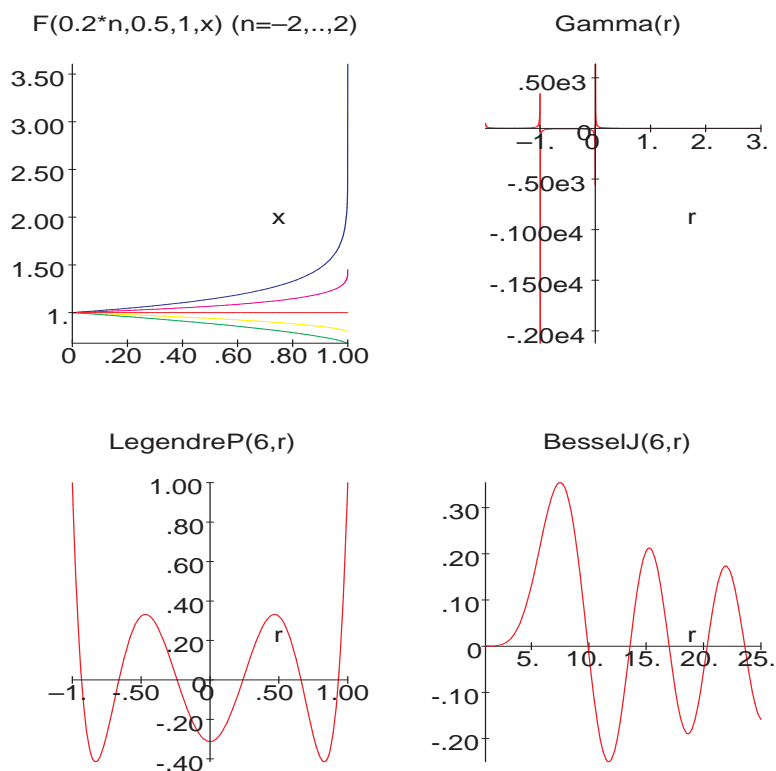 F(0.2*n,0.5,1,x) (n=−2,..,2)
3.50
3.00
2.50
2.00
x
1.50
1.
0 .20 .40 .60 .80 1.00
Gamma(r)
.50e3
0
−1. 0 1. 2. 3.
-.50e3
r
-.100e4
-.150e4
-.20e4
LegendreP(6,r)
1.00
.80
.60
.40
.20
r
−1. -.50 0 .50 1.00
-.20
-.40
BesselJ(6,r)
.30
.20
.10
r
0
5. 10. 15. 20. 25.
-.10
-.20